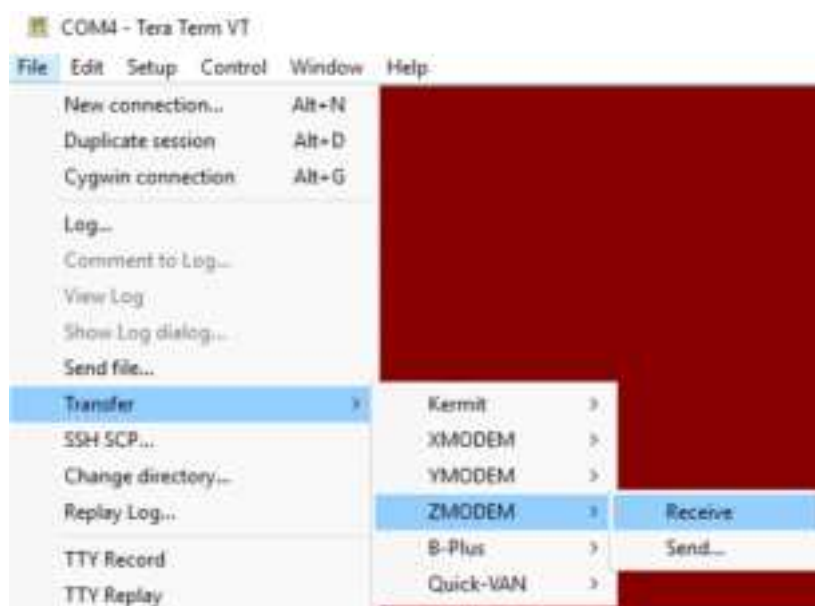 COM4 - Tera Term VT
File Edit Setup Control Window Help
New connection... Alt+N
Duplicate session Alt+D
Cygwin connection Alt+G
Log...
Comment to Log...
View Log
Show Log dialog...
Send file...
Transfer > Kermit >
SSH SCP... XMODEM >
Change directory... YMODEM >
Replay Log... ZMODEM > Receive
B-Plus > Send...
TTY Record
TTY Replay Quick-VAN >